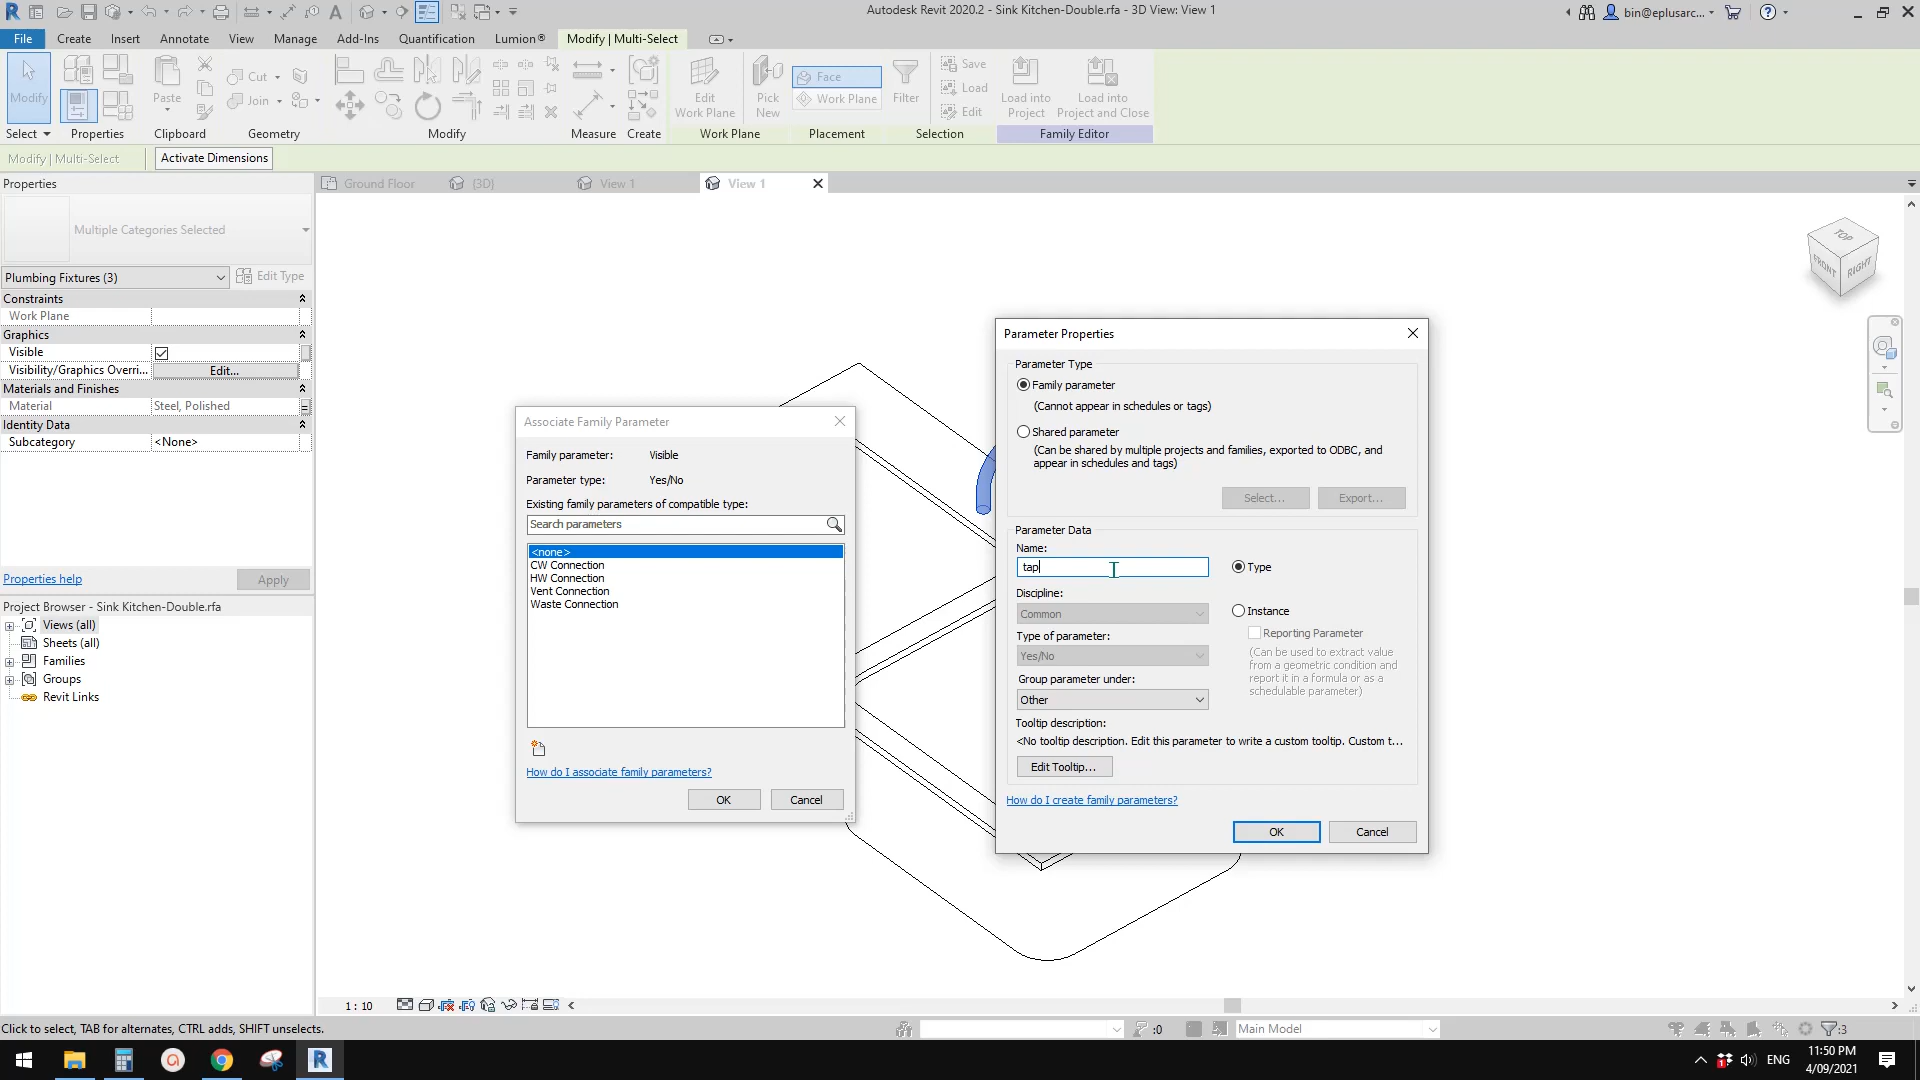 Autodesk Revit 2020.2 - Sink Kitchen-Double.rfa - 3D View: View 1
bin@eplusarc...
File
Create
Insert
Annotate
View
Manage
Add-Ins
Quantification
Lumion®
Modify | Multi-Select
Modify
Paste
Cut
Join
Edit
Work Plane
Pick
New
Face
Work Plane
Filter
Save
Load
Edit
Load into
Project
Load into
Project and Close
Select
Properties
Clipboard
Geometry
Modify
Measure
Create
Work Plane
Placement
Selection
Family Editor
Modify | Multi-Select
Activate Dimensions
Properties
Multiple Categories Selected
Plumbing Fixtures (3)
Edit Type
Constraints
Work Plane
Graphics
Visible
Visibility/Graphics Overri...
Edit...
Materials and Finishes
Material
Steel, Polished
Identity Data
Subcategory
<None>
Properties help
Apply
Project Browser - Sink Kitchen-Double.rfa
Views (all)
Sheets (all)
Families
Groups
Revit Links
Ground Floor
{3D}
View 1
View 1
TOP
FRONT
RIGHT
Associate Family Parameter
Family parameter:
Visible
Parameter type:
Yes/No
Existing family parameters of compatible type:
Search parameters
<none>
CW Connection
HW Connection
Vent Connection
Waste Connection
How do I associate family parameters?
OK
Cancel
Parameter Properties
Parameter Type
Family parameter
(Cannot appear in schedules or tags)
Shared parameter
(Can be shared by multiple projects and families, exported to ODBC, and
appear in schedules and tags)
Select...
Export...
Parameter Data
Name:
tap
Type
Discipline:
Common
Instance
Type of parameter:
Reporting Parameter
Yes/No
(Can be used to extract value
from a geometric condition and
report it in a formula or as a
schedulable parameter)
Group parameter under:
Other
Tooltip description:
<No tooltip description. Edit this parameter to write a custom tooltip. Custom t...
Edit Tooltip...
How do I create family parameters?
OK
Cancel
1 : 10
Click to select, TAB for alternates, CTRL adds, SHIFT unselects.
:0
Main Model
:3
ENG
11:50 PM
4/09/2021